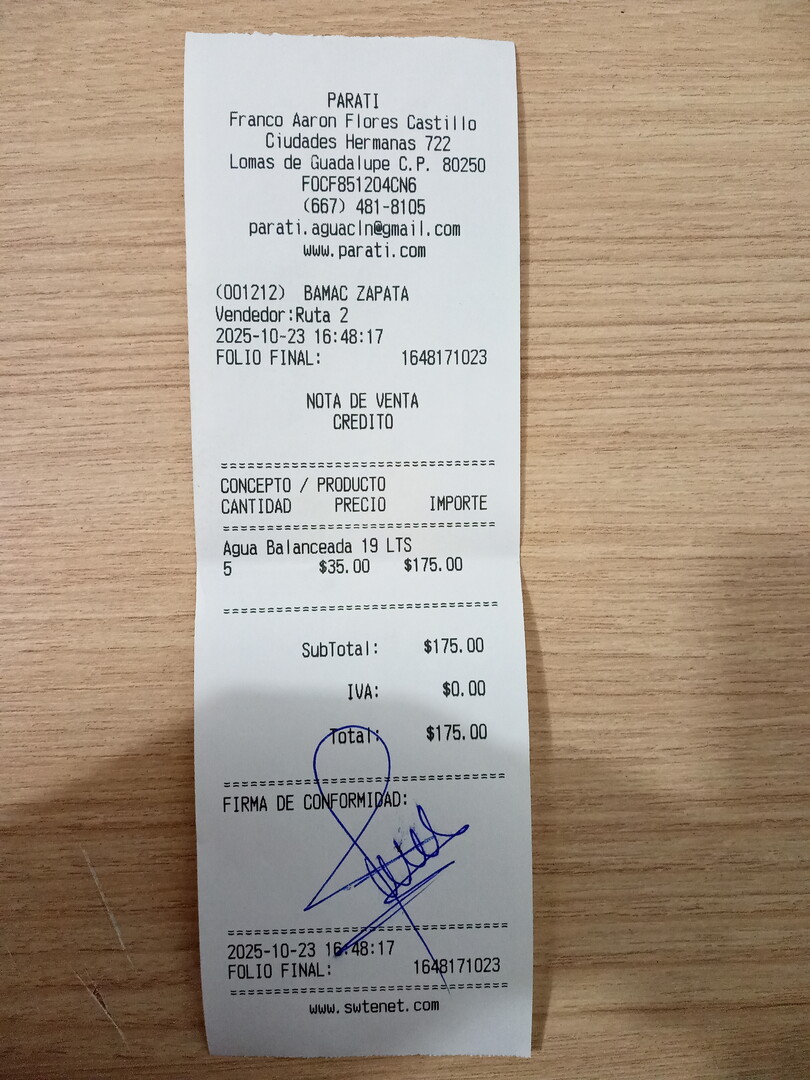 PARATI
Franco Aaron Flores Castillo
Ciudades Hermanas 722
Lomas de Guadalupe C.P. 80250
FOCF851204CN6
(667) 481-8105
parati.aguacln@gmail.com
www.parati.com
(001212) BAMAC ZAPATA
Vendedor:Ruta 2
2025-10-23 16:48:17
FOLIO FINAL: 1648171023
NOTA DE VENTA
CREDITO
CONCEPTO / PRODUCTO
CANTIDAD PRECIO IMPORTE
Agua Balanceada 19 LTS
5 $35.00 $175.00
SubTotal: $175.00
IVA: $0.00
Total: $175.00
FIRMA DE CONFORMIDAD:
2025-10-23 16:48:17
FOLIO FINAL: 1648171023
www.swtenet.com